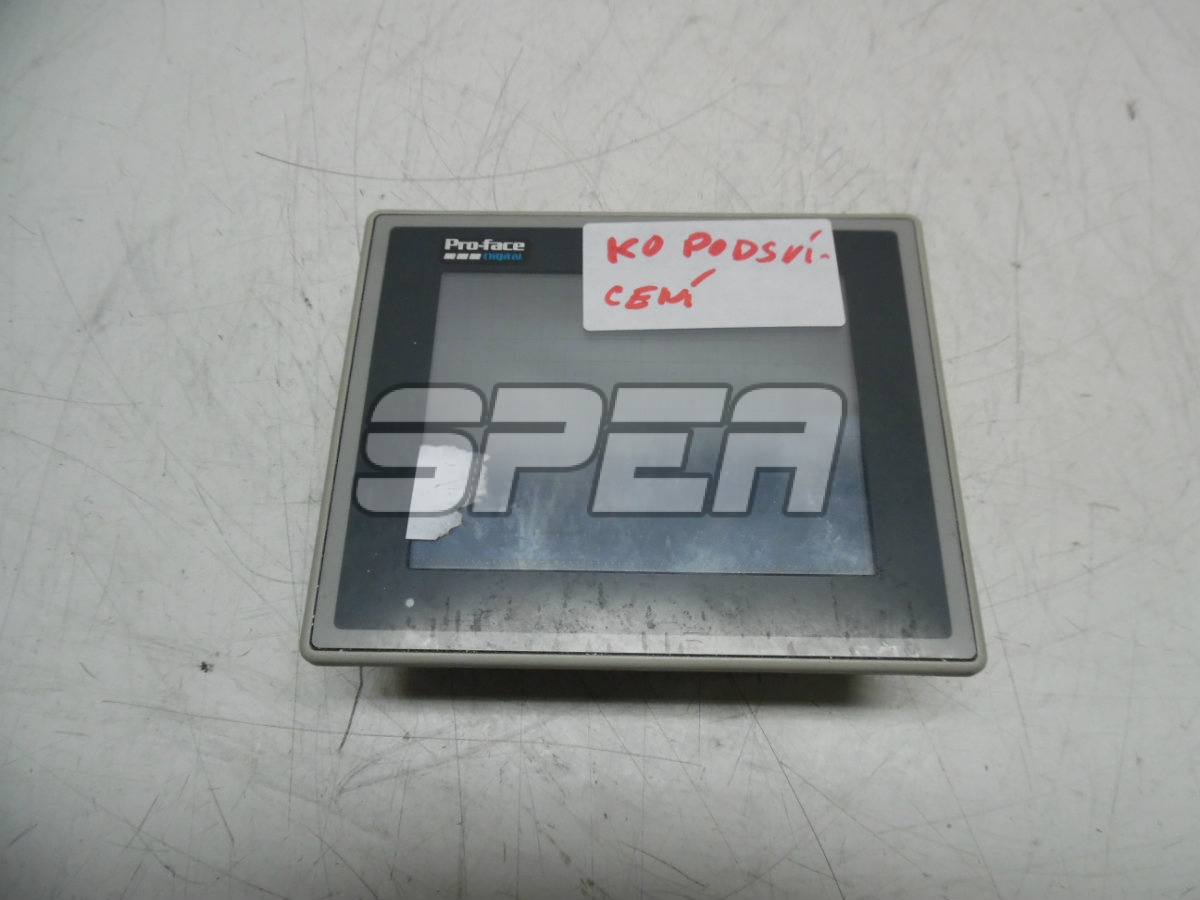 Pro-face
DIGITAL
KO PODSVÍ-
CENÍ
SPEA